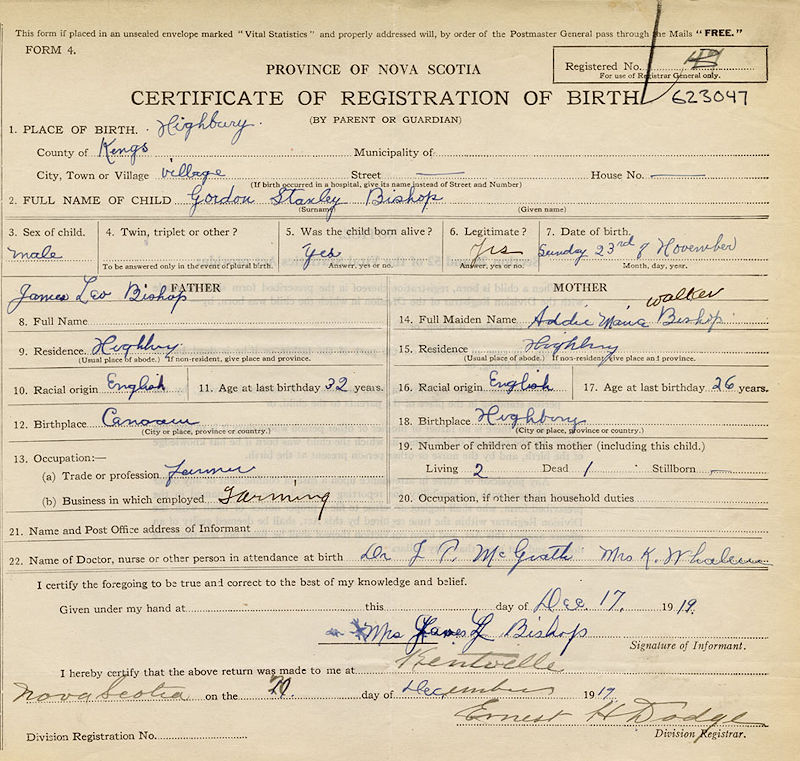 This form if placed in an unsealed envelope marked "Vital Statistics" and properly addressed will, by order of the Postmaster General pass through the Mails "FREE."
FORM 4.
Registered No.
For use of Registrar General only.
PROVINCE OF NOVA SCOTIA
CERTIFICATE OF REGISTRATION OF BIRTH 623047
(BY PARENT OR GUARDIAN)
1. PLACE OF BIRTH. Highbury.
County of Kings Municipality of
City, Town or Village village Street — House No. —
(If birth occurred in a hospital, give its name instead of Street and Number)
2. FULL NAME OF CHILD Gordon Stanley Bishop
(Surname) (Given name)
3. Sex of child. 4. Twin, triplet or other? 5. Was the child born alive? 6. Legitimate? 7. Date of birth.
male Yes Yes Sunday 23rd of November
To be answered only in the event of plural birth. Answer, yes or no. Answer, yes or no. Month, day, year.
FATHER MOTHER
James Leo Bishop walker
8. Full Name 14. Full Maiden Name Addie Bishop
9. Residence Highbry 15. Residence Highbry
(Usual place of abode.) If non-resident, give place and province. (Usual place of abode.) If non-resident give place and province.
10. Racial origin English 11. Age at last birthday 32 years. 16. Racial origin English 17. Age at last birthday 26 years.
12. Birthplace 18. Birthplace Highbury
(City or place, province or country.) (City or place, province or country.)
13. Occupation:— 19. Number of children of this mother (including this child.)
(a) Trade or profession farmer Living 2 Dead 1 Stillborn —
(b) Business in which employed Farming 20. Occupation, if other than household duties
21. Name and Post Office address of Informant
22. Name of Doctor, nurse or other person in attendance at birth Dr McGrath Mrs K.
I certify the foregoing to be true and correct to the best of my knowledge and belief.
Given under my hand at this day of Dec. 17. 1919.
Mrs James L Bishop
Signature of Informant.
I hereby certify that the above return was made to me at Kentville
Nova Scotia on the 20 day of December 1919
Ernest H Dodge
Division Registration No. Division Registrar.